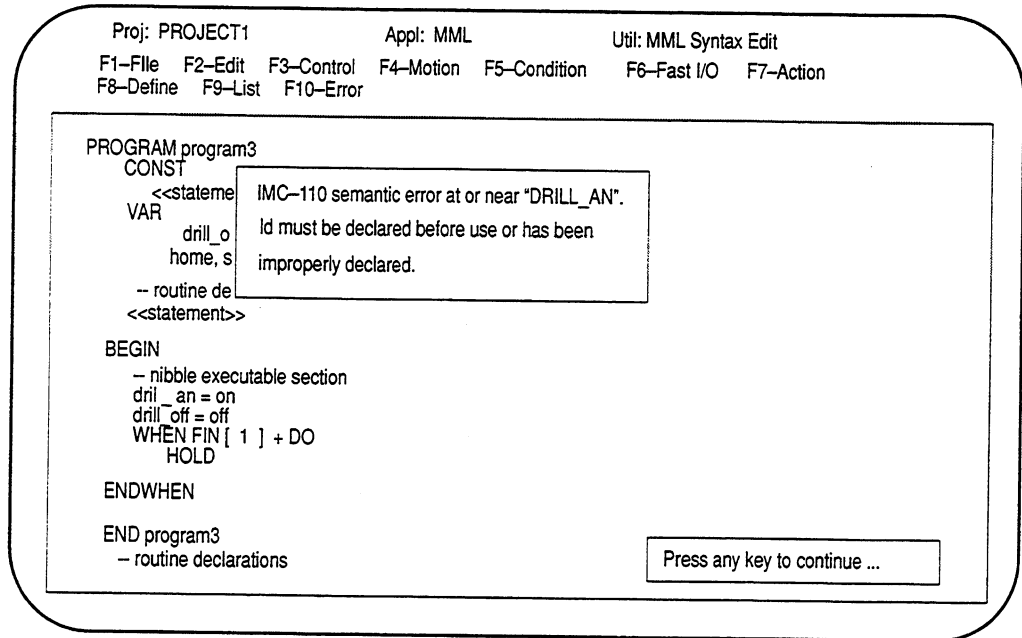 Proj: PROJECT1 Appl: MML Util: MML Syntax Edit
F1–File F2–Edit F3–Control F4–Motion F5–Condition F6–Fast I/O F7–Action
F8–Define F9–List F10–Error
PROGRAM program3
CONST
<<stateme
VAR
drill_o
home, s
-- routine de
<<statement>>
IMC–110 semantic error at or near “DRILL_AN”.
Id must be declared before use or has been
improperly declared.
BEGIN
– nibble executable section
dril_an = on
drill_off = off
WHEN FIN [ 1 ] + DO
HOLD
ENDWHEN
END program3
– routine declarations
Press any key to continue ...